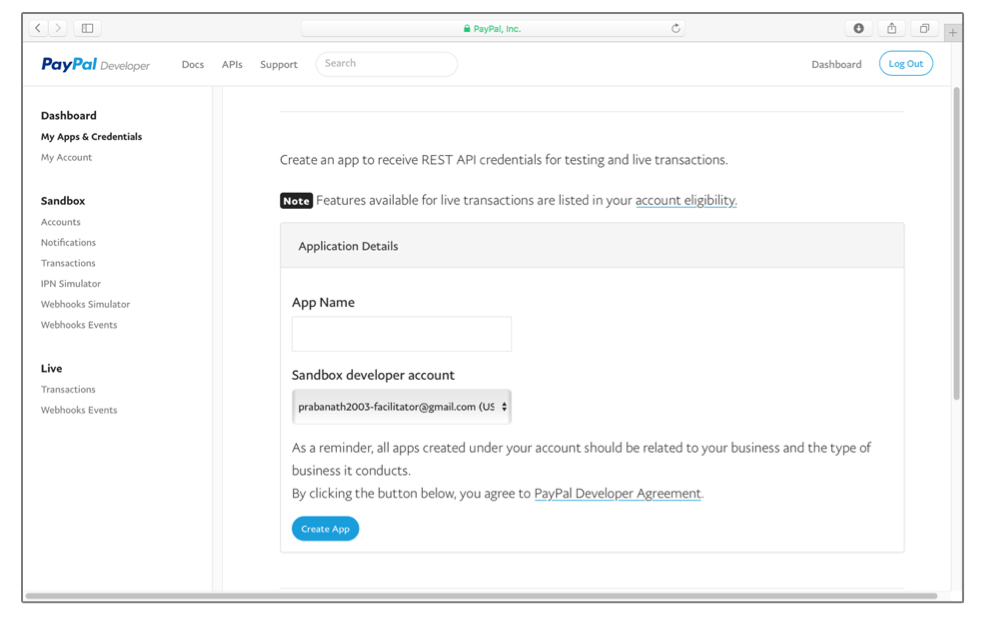 PayPal, Inc.
PayPal Developer
Docs
APIs
Support
Search
Dashboard
Log Out
Dashboard
My Apps & Credentials
My Account
Sandbox
Accounts
Notifications
Transactions
IPN Simulator
Webhooks Simulator
Webhooks Events
Live
Transactions
Webhooks Events
Create an app to receive REST API credentials for testing and live transactions.
Note Features available for live transactions are listed in your account eligibility.
Application Details
App Name
Sandbox developer account
prabanath2003-facilitator@gmail.com (US
As a reminder, all apps created under your account should be related to your business and the type of
business it conducts.
By clicking the button below, you agree to PayPal Developer Agreement.
Create App